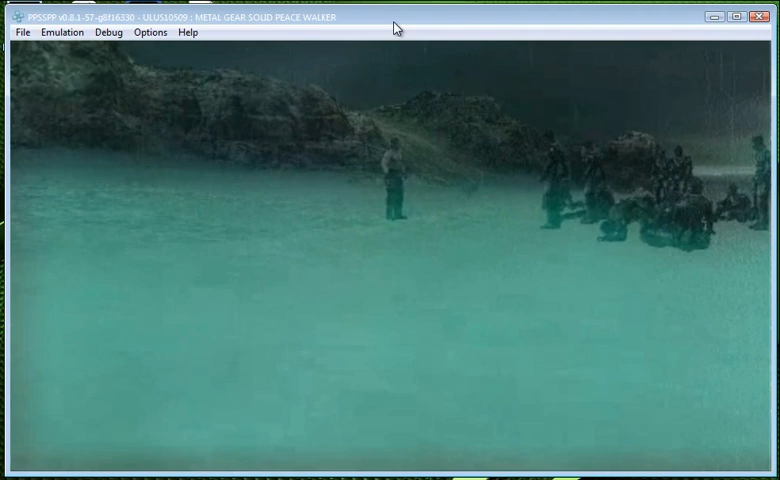 PPSSPP v0.8.1-57-g8f16330 - ULUS10509 : METAL GEAR SOLID PEACE WALKER
File Emulation Debug Options Help